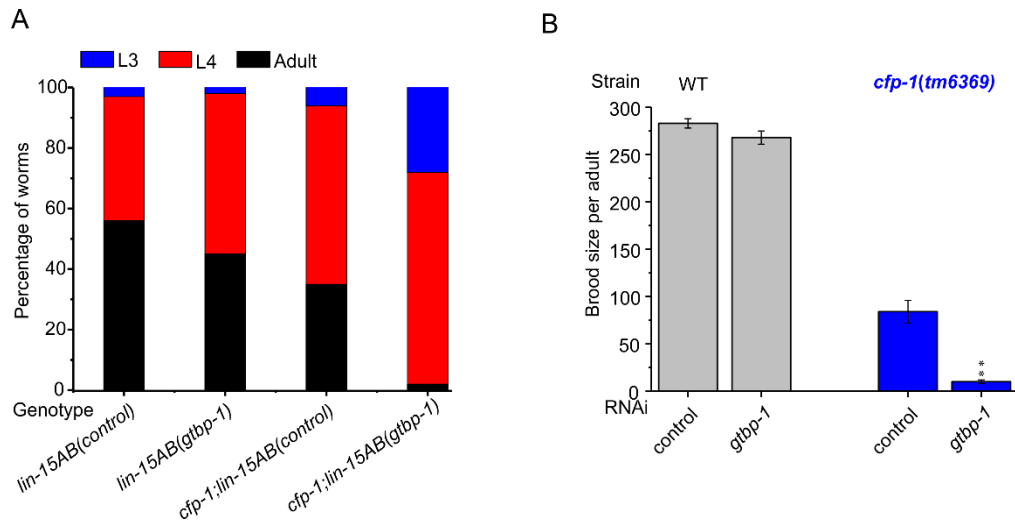 A
L3 L4 Adult
Percentage of worms
100
80
60
40
20
0
Genotype
lin-15AB(control)
lin-15AB(gtbp-1)
cfp-1;lin-15AB(control)
cfp-1;lin-15AB(gtbp-1)
B
Strain WT cfp-1(tm6369)
Brood size per adult
300
250
200
150
100
50
0
**
RNAi
control
gtbp-1
control
gtbp-1